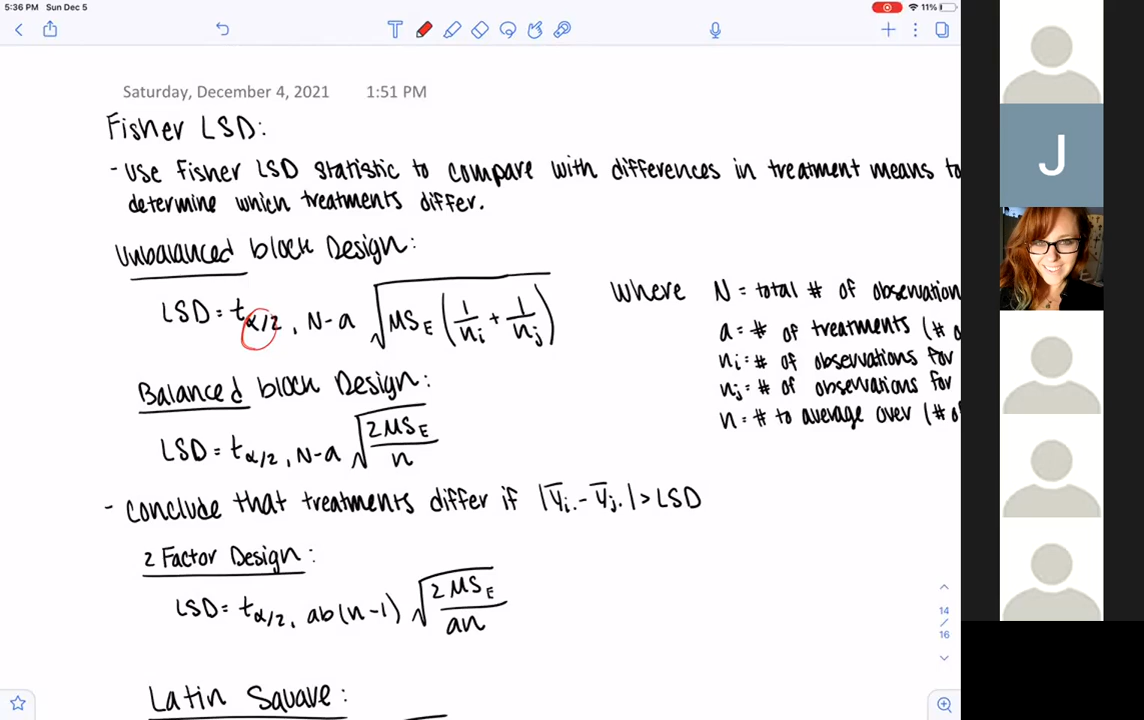 5:36 PM Sun Dec 5
11%
Saturday, December 4, 2021 1:51 PM
Fisher LSD:
- Use Fisher LSD statistic to compare with differences in treatment means to
determine which treatments differ.
Unbalanced block Design:
LSD = t α/2, N-a √MSE (1/ni + 1/nj)
Where N = total # of observation
a = # of treatments (# o
ni = # of observations for
nj = # of observations for
n = # to average over (# of
Balanced block Design:
LSD = t α/2, N-a √2MSE/n
- Conclude that treatments differ if |ȳi. - ȳj.| > LSD
2 Factor Design:
LSD = t α/2, ab(n-1) √2MSE/an
Latin Square:
J
14
/
16